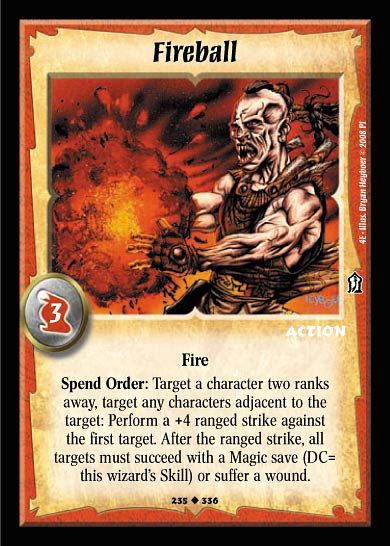 Fireball
4E • Illus. Bryan Heyboer © 2008 PI
3
ACTION
Fire
Spend Order: Target a character two ranks
away, target any characters adjacent to the
target: Perform a +4 ranged strike against
the first target. After the ranged strike, all
targets must succeed with a Magic save (DC=
this wizard's Skill) or suffer a wound.
235 ◆ 336